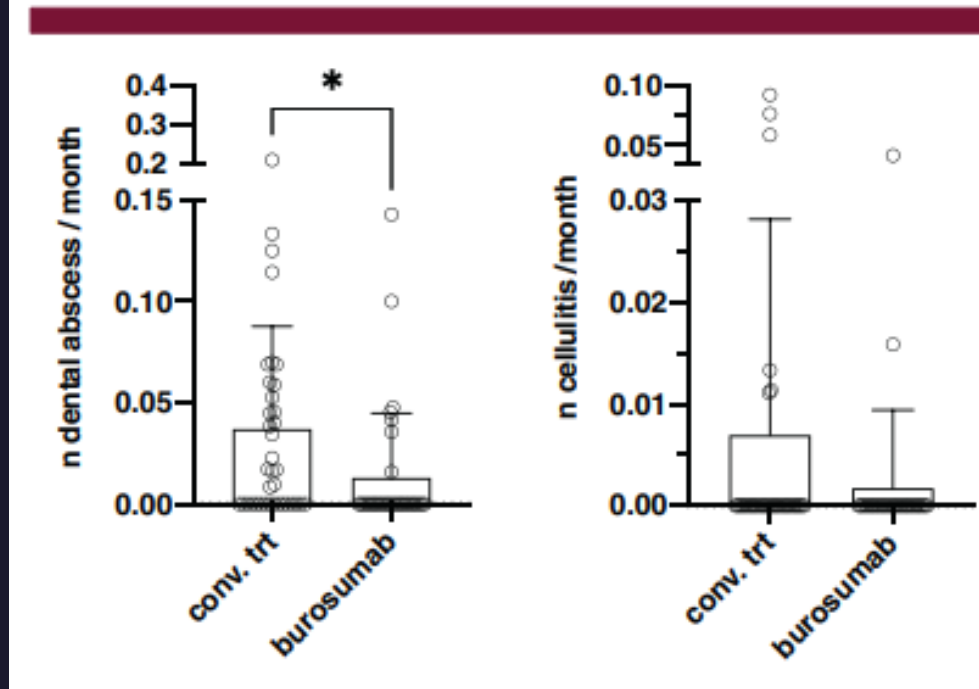 n dental abscess / month
0.4
0.3
0.2
0.15
0.10
0.05
0.00
*
conv. trt
burosumab
n cellulitis /month
0.10
0.05
0.03
0.02
0.01
0.00
conv. trt
burosumab